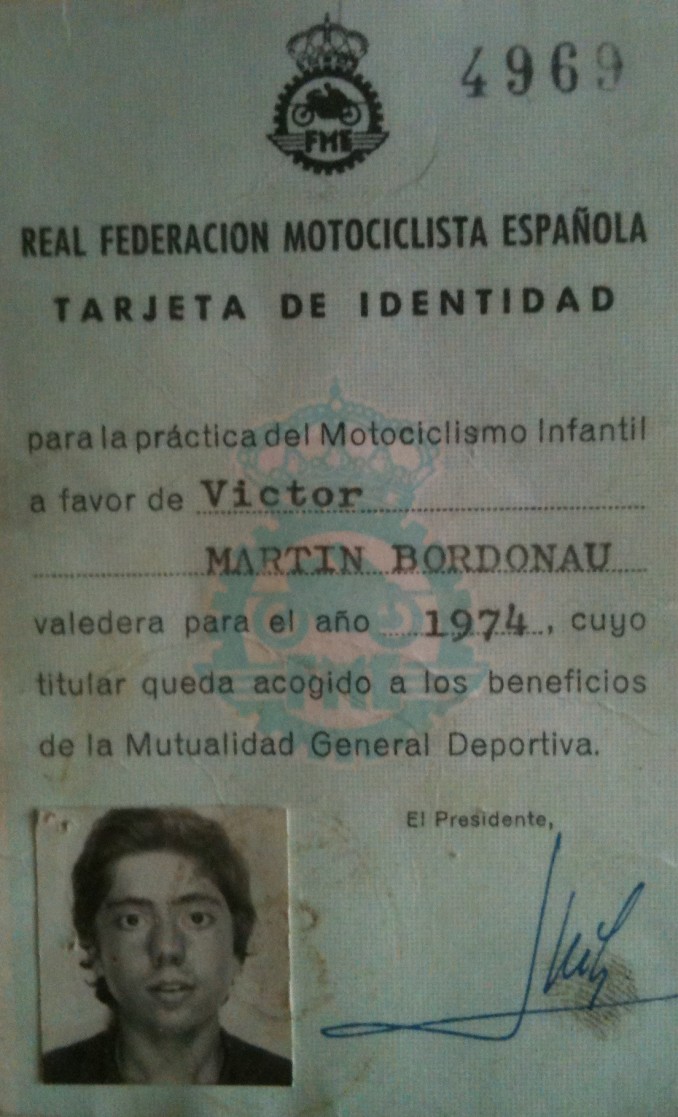 4969
FME
REAL FEDERACION MOTOCICLISTA ESPAÑOLA
TARJETA DE IDENTIDAD
para la práctica del Motociclismo Infantil
a favor de Victor
MARTIN BORDONAU
valedera para el año 1974, cuyo
titular queda acogido a los beneficios
de la Mutualidad General Deportiva.
El Presidente,